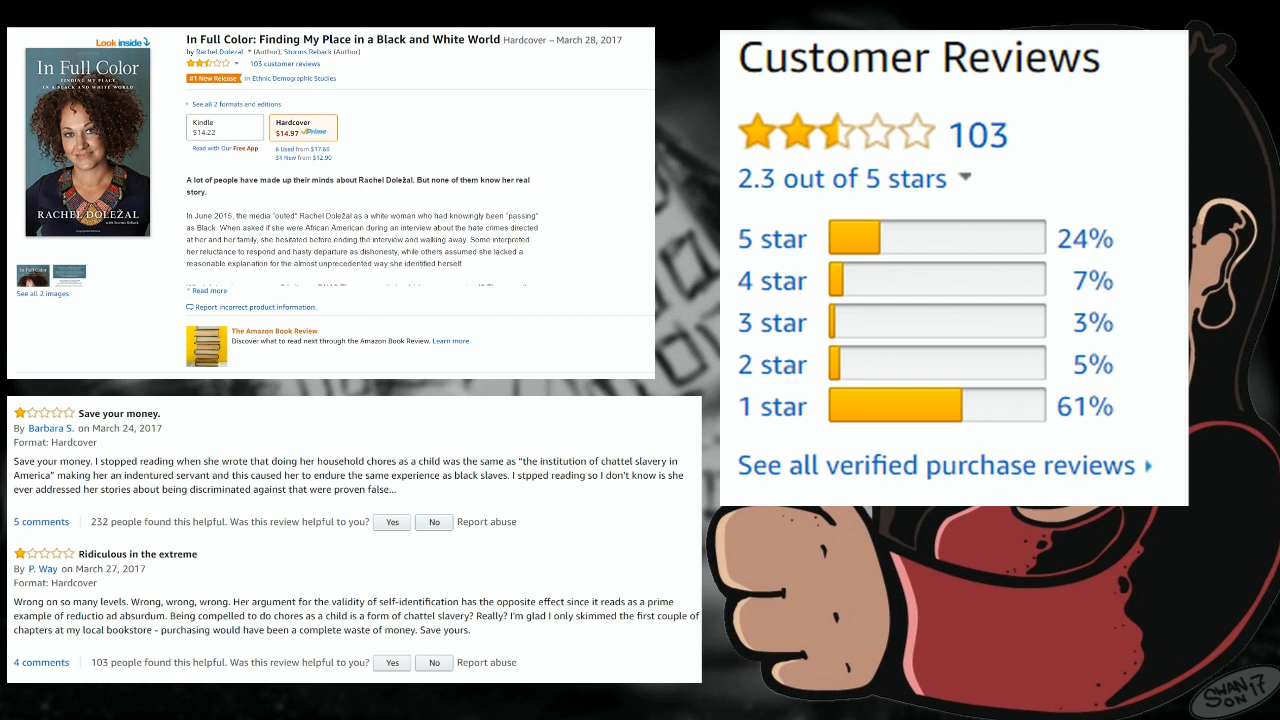 Look inside
In Full Color: Finding My Place in a Black and White World Hardcover – March 28, 2017
by Rachel Dolezal (Author), Storms Reback (Author)
103 customer reviews
#1 New Release in Ethnic Demographic Studies
See all 2 formats and editions
Kindle
$14.22
Hardcover
$14.97 Prime
Read with Our Free App
6 Used from $17.69
31 New from $12.90
A lot of people have made up their minds about Rachel Doležal. But none of them know her real
story.
In June 2015, the media "outed" Rachel Doležal as a white woman who had knowingly been "passing"
as Black. When asked if she were African American during an interview about the hate crimes directed
at her and her family, she hesitated before ending the interview and walking away. Some interpreted
her reluctance to respond and hasty departure as dishonesty, while others assumed she lacked a
reasonable explanation for the almost unprecedented way she identified herself.
Read more
Report incorrect product information.
The Amazon Book Review
Discover what to read next through the Amazon Book Review. Learn more.
In Full Color
FINDING MY PLACE
IN A BLACK AND WHITE WORLD
RACHEL DOLEŽAL
with Storms Reback
In Full Color
See all 2 images
Save your money.
By Barbara S. on March 24, 2017
Format: Hardcover
Save your money. I stopped reading when she wrote that doing her household chores as a child was the same as "the institution of chattel slavery in
America" making her an indentured servant and this caused her to endure the same experience as black slaves. I stpped reading so I don't know is she
ever addressed her stories about being discriminated against that were proven false...
5 comments 232 people found this helpful. Was this review helpful to you? Yes No Report abuse
Ridiculous in the extreme
By P. Way on March 27, 2017
Format: Hardcover
Wrong on so many levels. Wrong, wrong, wrong. Her argument for the validity of self-identification has the opposite effect since it reads as a prime
example of reductio ad absurdum. Being compelled to do chores as a child is a form of chattel slavery? Really? I'm glad I only skimmed the first couple of
chapters at my local bookstore - purchasing would have been a complete waste of money. Save yours.
4 comments 103 people found this helpful. Was this review helpful to you? Yes No Report abuse
Customer Reviews
103
2.3 out of 5 stars
5 star 24%
4 star 7%
3 star 3%
2 star 5%
1 star 61%
See all verified purchase reviews
SWAN
SON 17